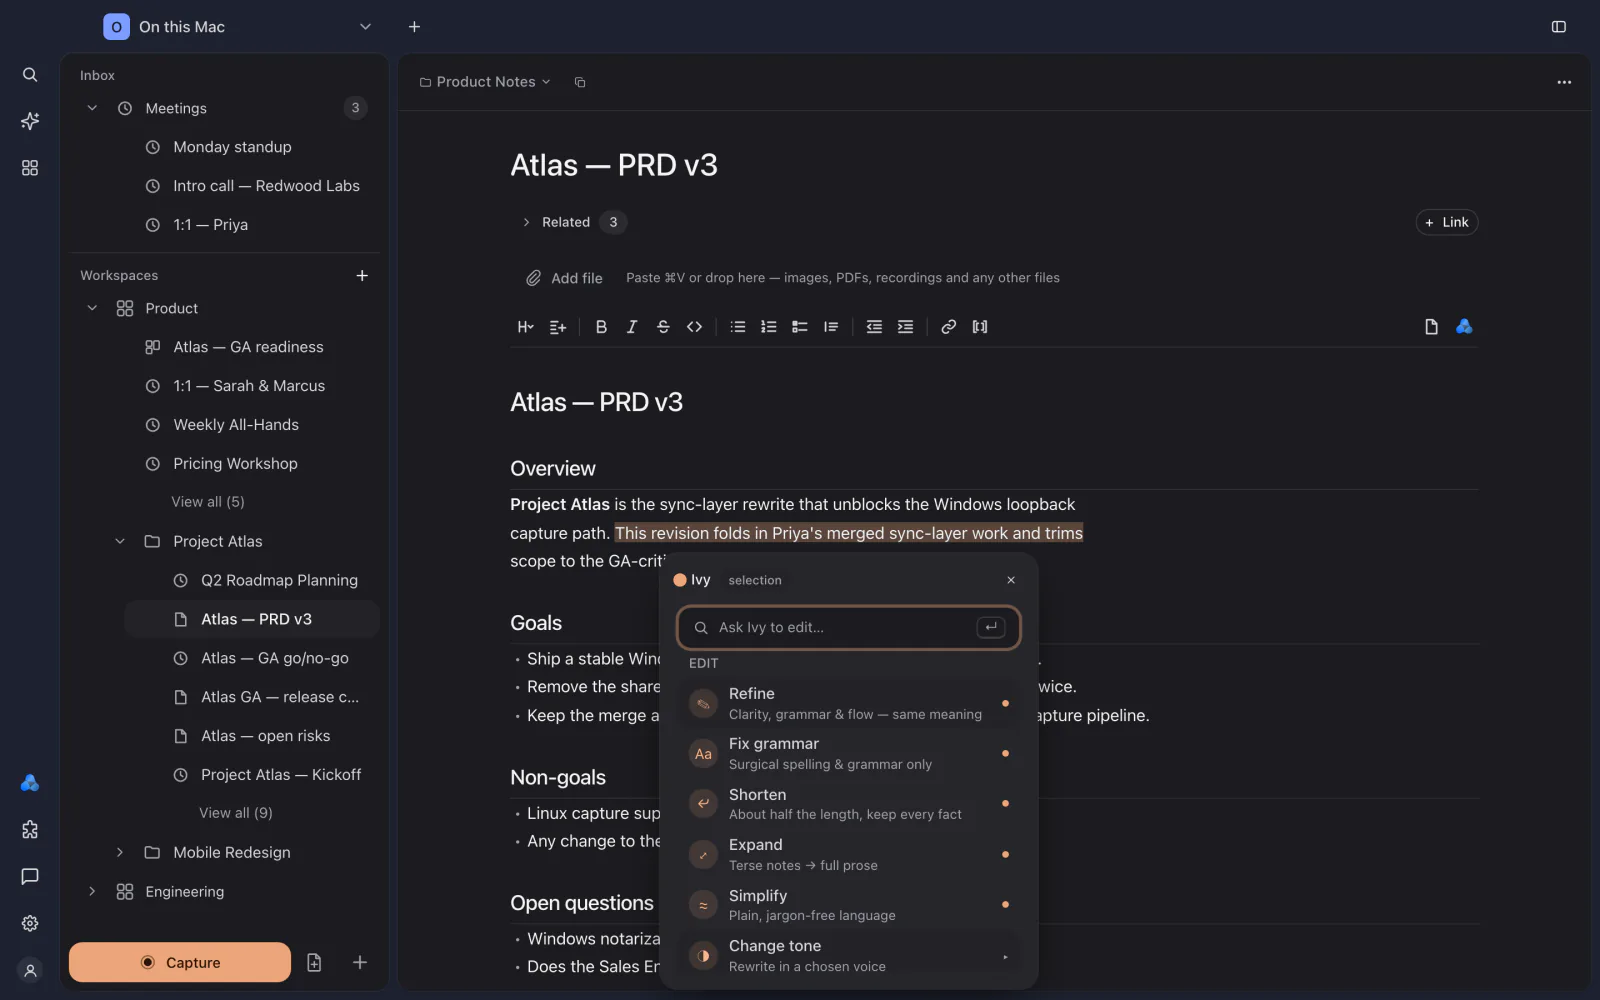 O On this Mac
Inbox
Meetings 3
Monday standup
Intro call — Redwood Labs
1:1 — Priya
Workspaces
Product
Atlas — GA readiness
1:1 — Sarah & Marcus
Weekly All-Hands
Pricing Workshop
View all (5)
Project Atlas
Q2 Roadmap Planning
Atlas — PRD v3
Atlas — GA go/no-go
Atlas GA — release c...
Atlas — open risks
Project Atlas — Kickoff
View all (9)
Mobile Redesign
Engineering
Capture
Product Notes
Atlas — PRD v3
Related 3
+ Link
Add file Paste ⌘V or drop here — images, PDFs, recordings and any other files
Atlas — PRD v3
Overview
Project Atlas is the sync-layer rewrite that unblocks the Windows loopback
capture path. This revision folds in Priya's merged sync-layer work and trims
scope to the GA-criti
Goals
• Ship a stable Wind .
• Remove the share wice.
• Keep the merge a apture pipeline.
Non-goals
• Linux capture sup
• Any change to the
Open questions
• Windows notariza
• Does the Sales En
Ivy selection
Ask Ivy to edit...
EDIT
Refine
Clarity, grammar & flow — same meaning
Aa Fix grammar
Surgical spelling & grammar only
Shorten
About half the length, keep every fact
Expand
Terse notes → full prose
Simplify
Plain, jargon-free language
Change tone
Rewrite in a chosen voice